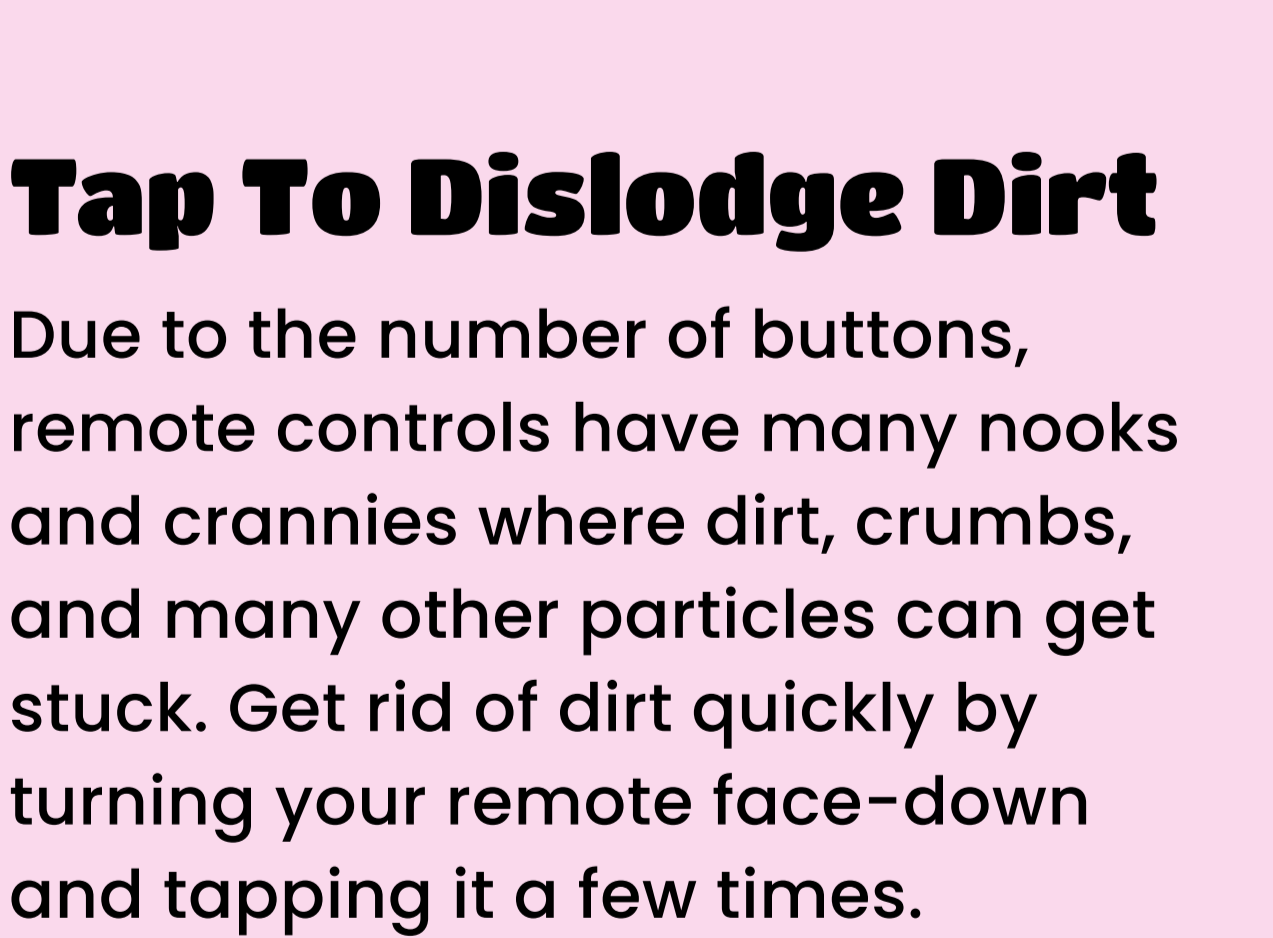 Tap To Dislodge Dirt
Due to the number of buttons,
remote controls have many nooks
and crannies where dirt, crumbs,
and many other particles can get
stuck. Get rid of dirt quickly by
turning your remote face-down
and tapping it a few times.